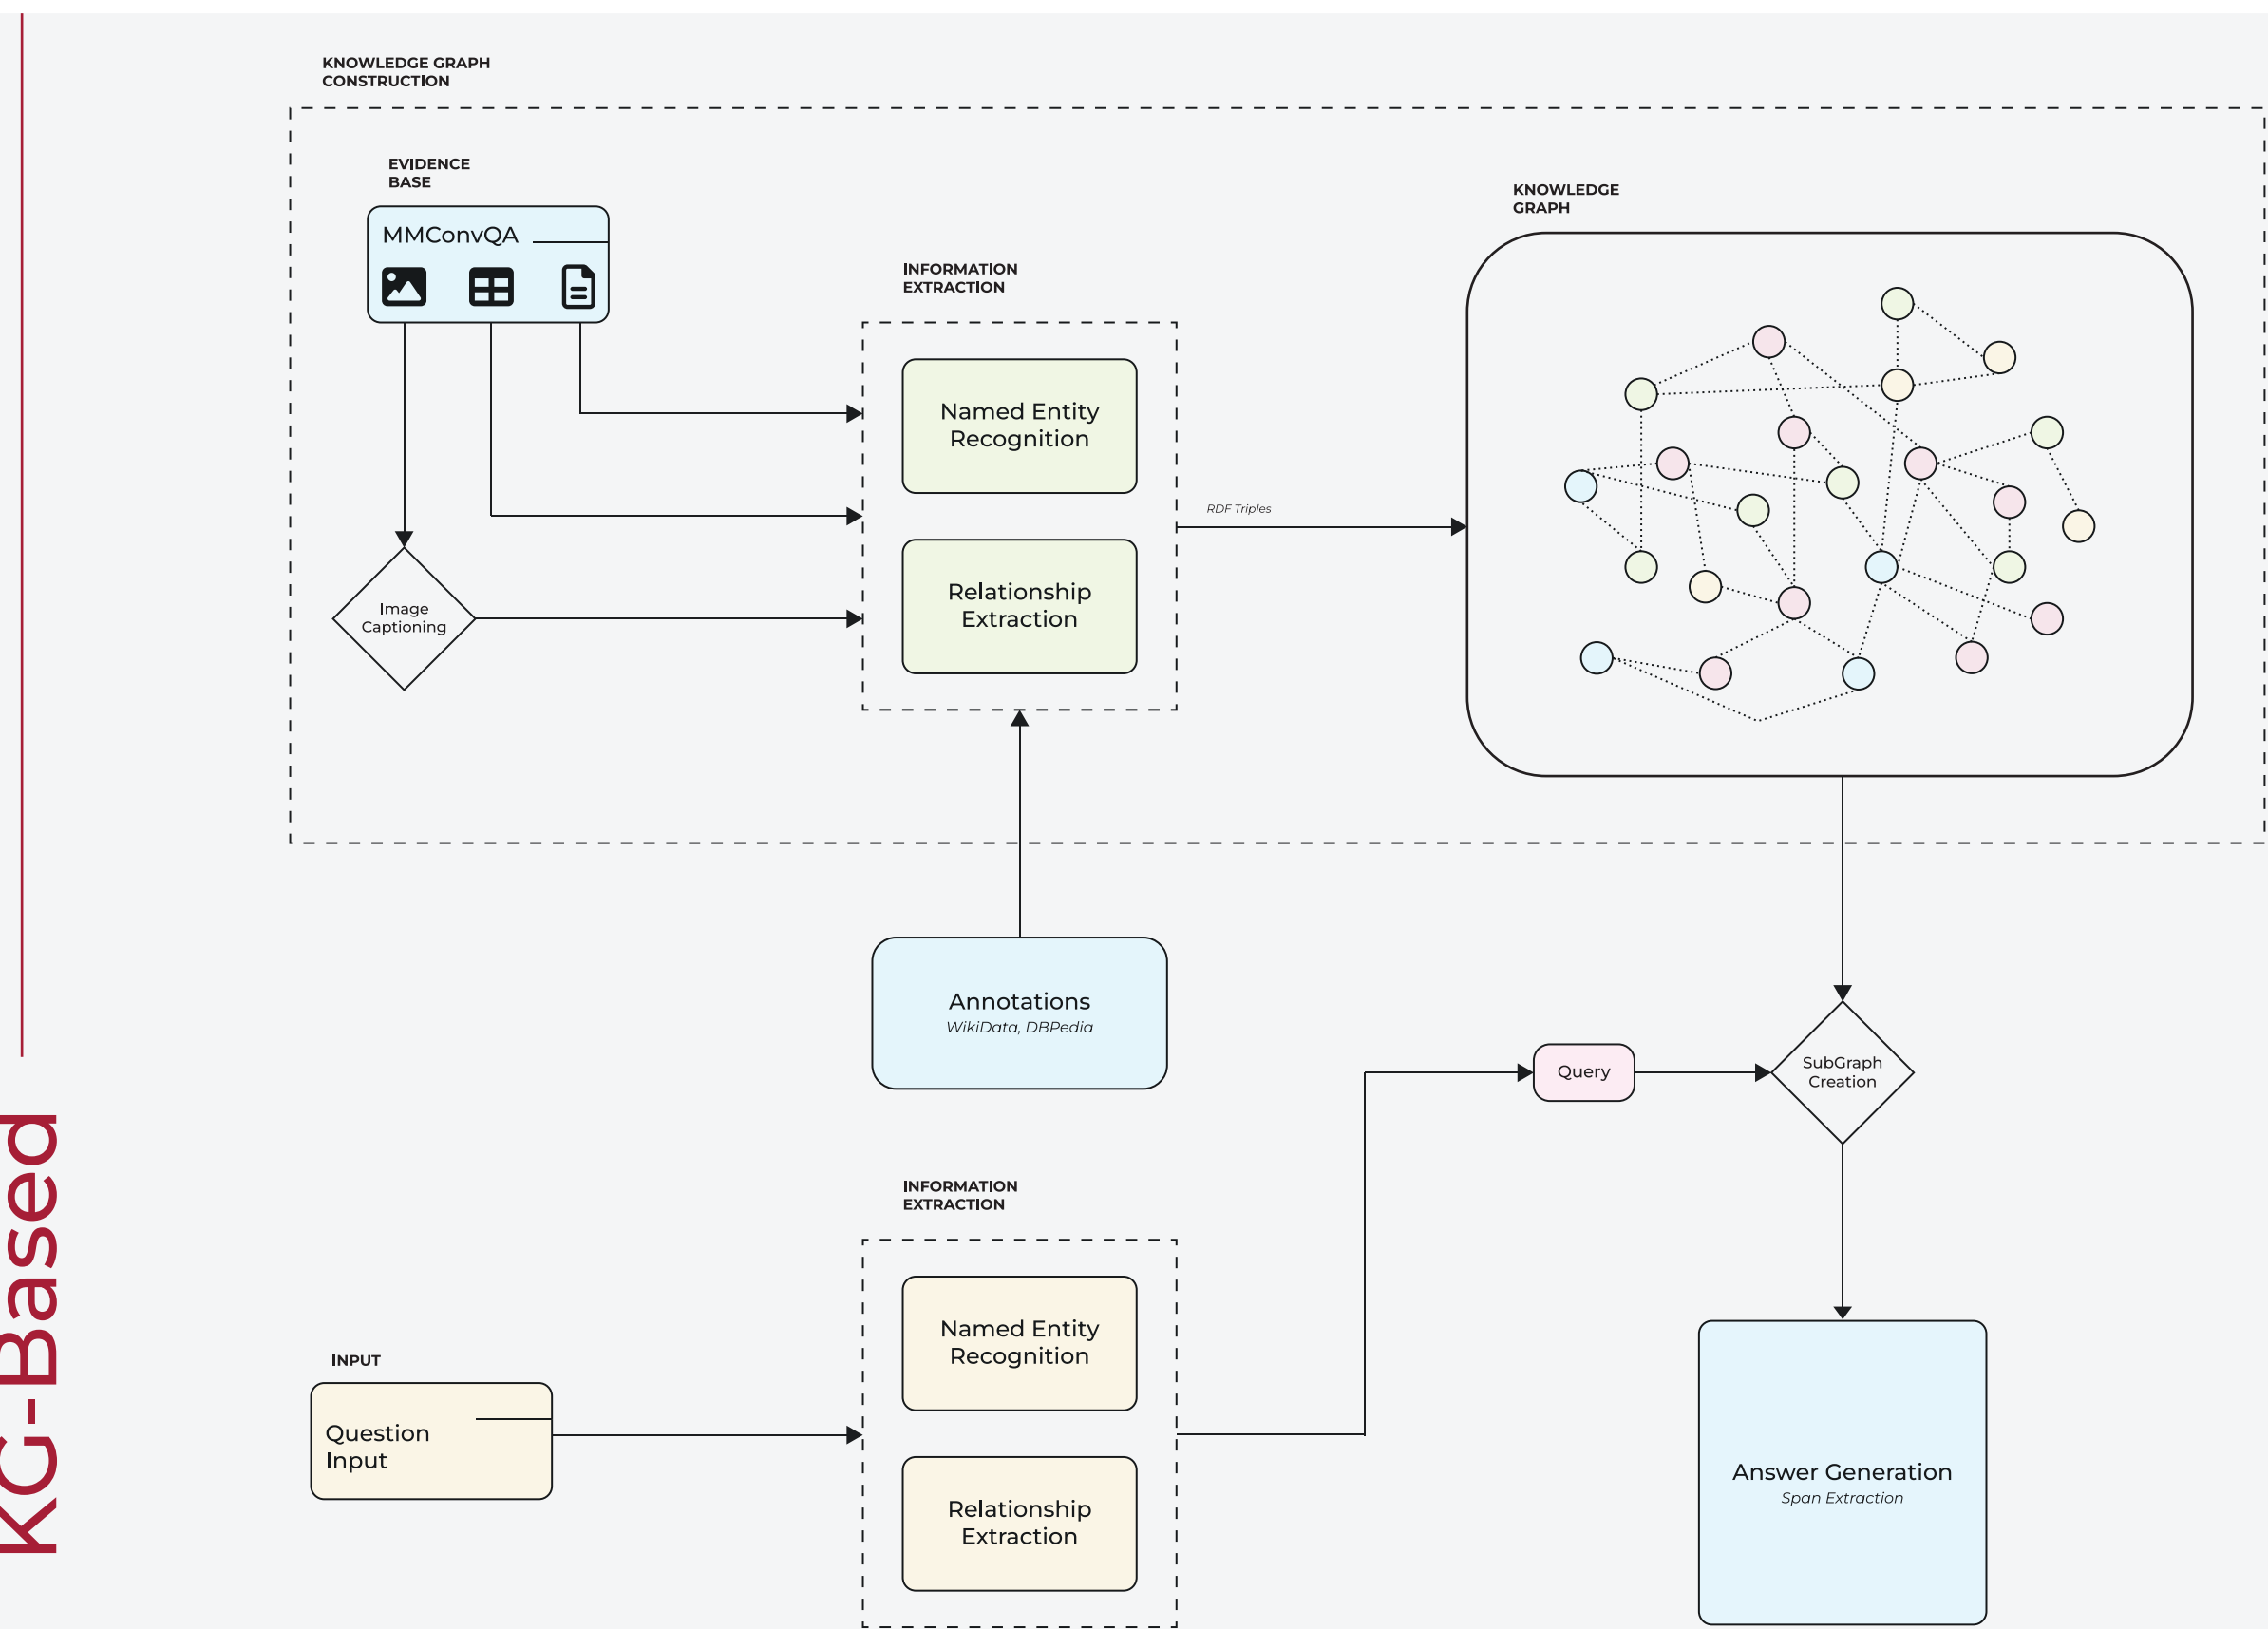 KNOWLEDGE GRAPH
CONSTRUCTION
EVIDENCE
BASE
MMConvQA
INFORMATION
EXTRACTION
Named Entity
Recognition
Relationship
Extraction
Image
Captioning
RDF Triples
KNOWLEDGE
GRAPH
Annotations
WikiData, DBPedia
Query
SubGraph
Creation
INFORMATION
EXTRACTION
Named Entity
Recognition
Relationship
Extraction
INPUT
Question
Input
Answer Generation
Span Extraction
KG-Based